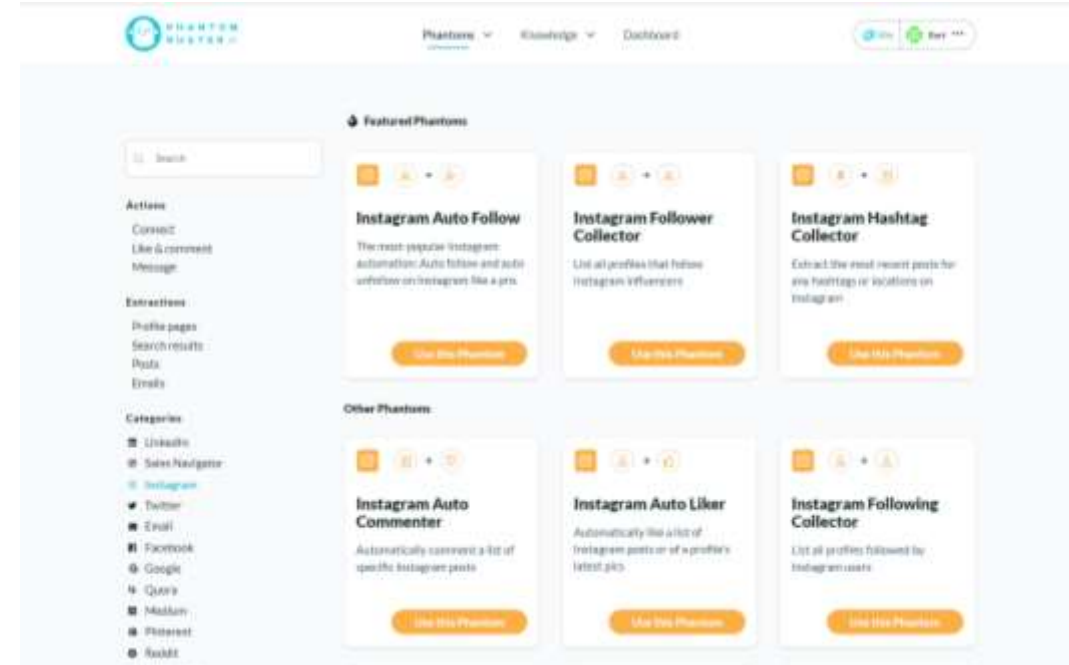 PHANTOM
BUSTER
Phantoms Knowledge Dashboard
Featured Phantoms
Search
Actions
Connect
Like & comment
Message
Extractions
Profile pages
Search results
Posts
Emails
Categories
LinkedIn
Sales Navigator
Instagram
Twitter
Email
Facebook
Google
Quora
Medium
Pinterest
Reddit
Instagram Auto Follow
The most popular Instagram
automation: Auto follow and auto
unfollow on Instagram like a pro.
Use this Phantom
Instagram Follower
Collector
List all profiles that follow
Instagram influencers
Use this Phantom
Instagram Hashtag
Collector
Extract the most recent posts for
any hashtags or locations on
Instagram
Use this Phantom
Other Phantoms
Instagram Auto
Commenter
Automatically comment a list of
specific Instagram posts
Use this Phantom
Instagram Auto Liker
Automatically like a list of
Instagram posts or of a profile's
latest pics
Use this Phantom
Instagram Following
Collector
List all profiles followed by
Instagram users
Use this Phantom